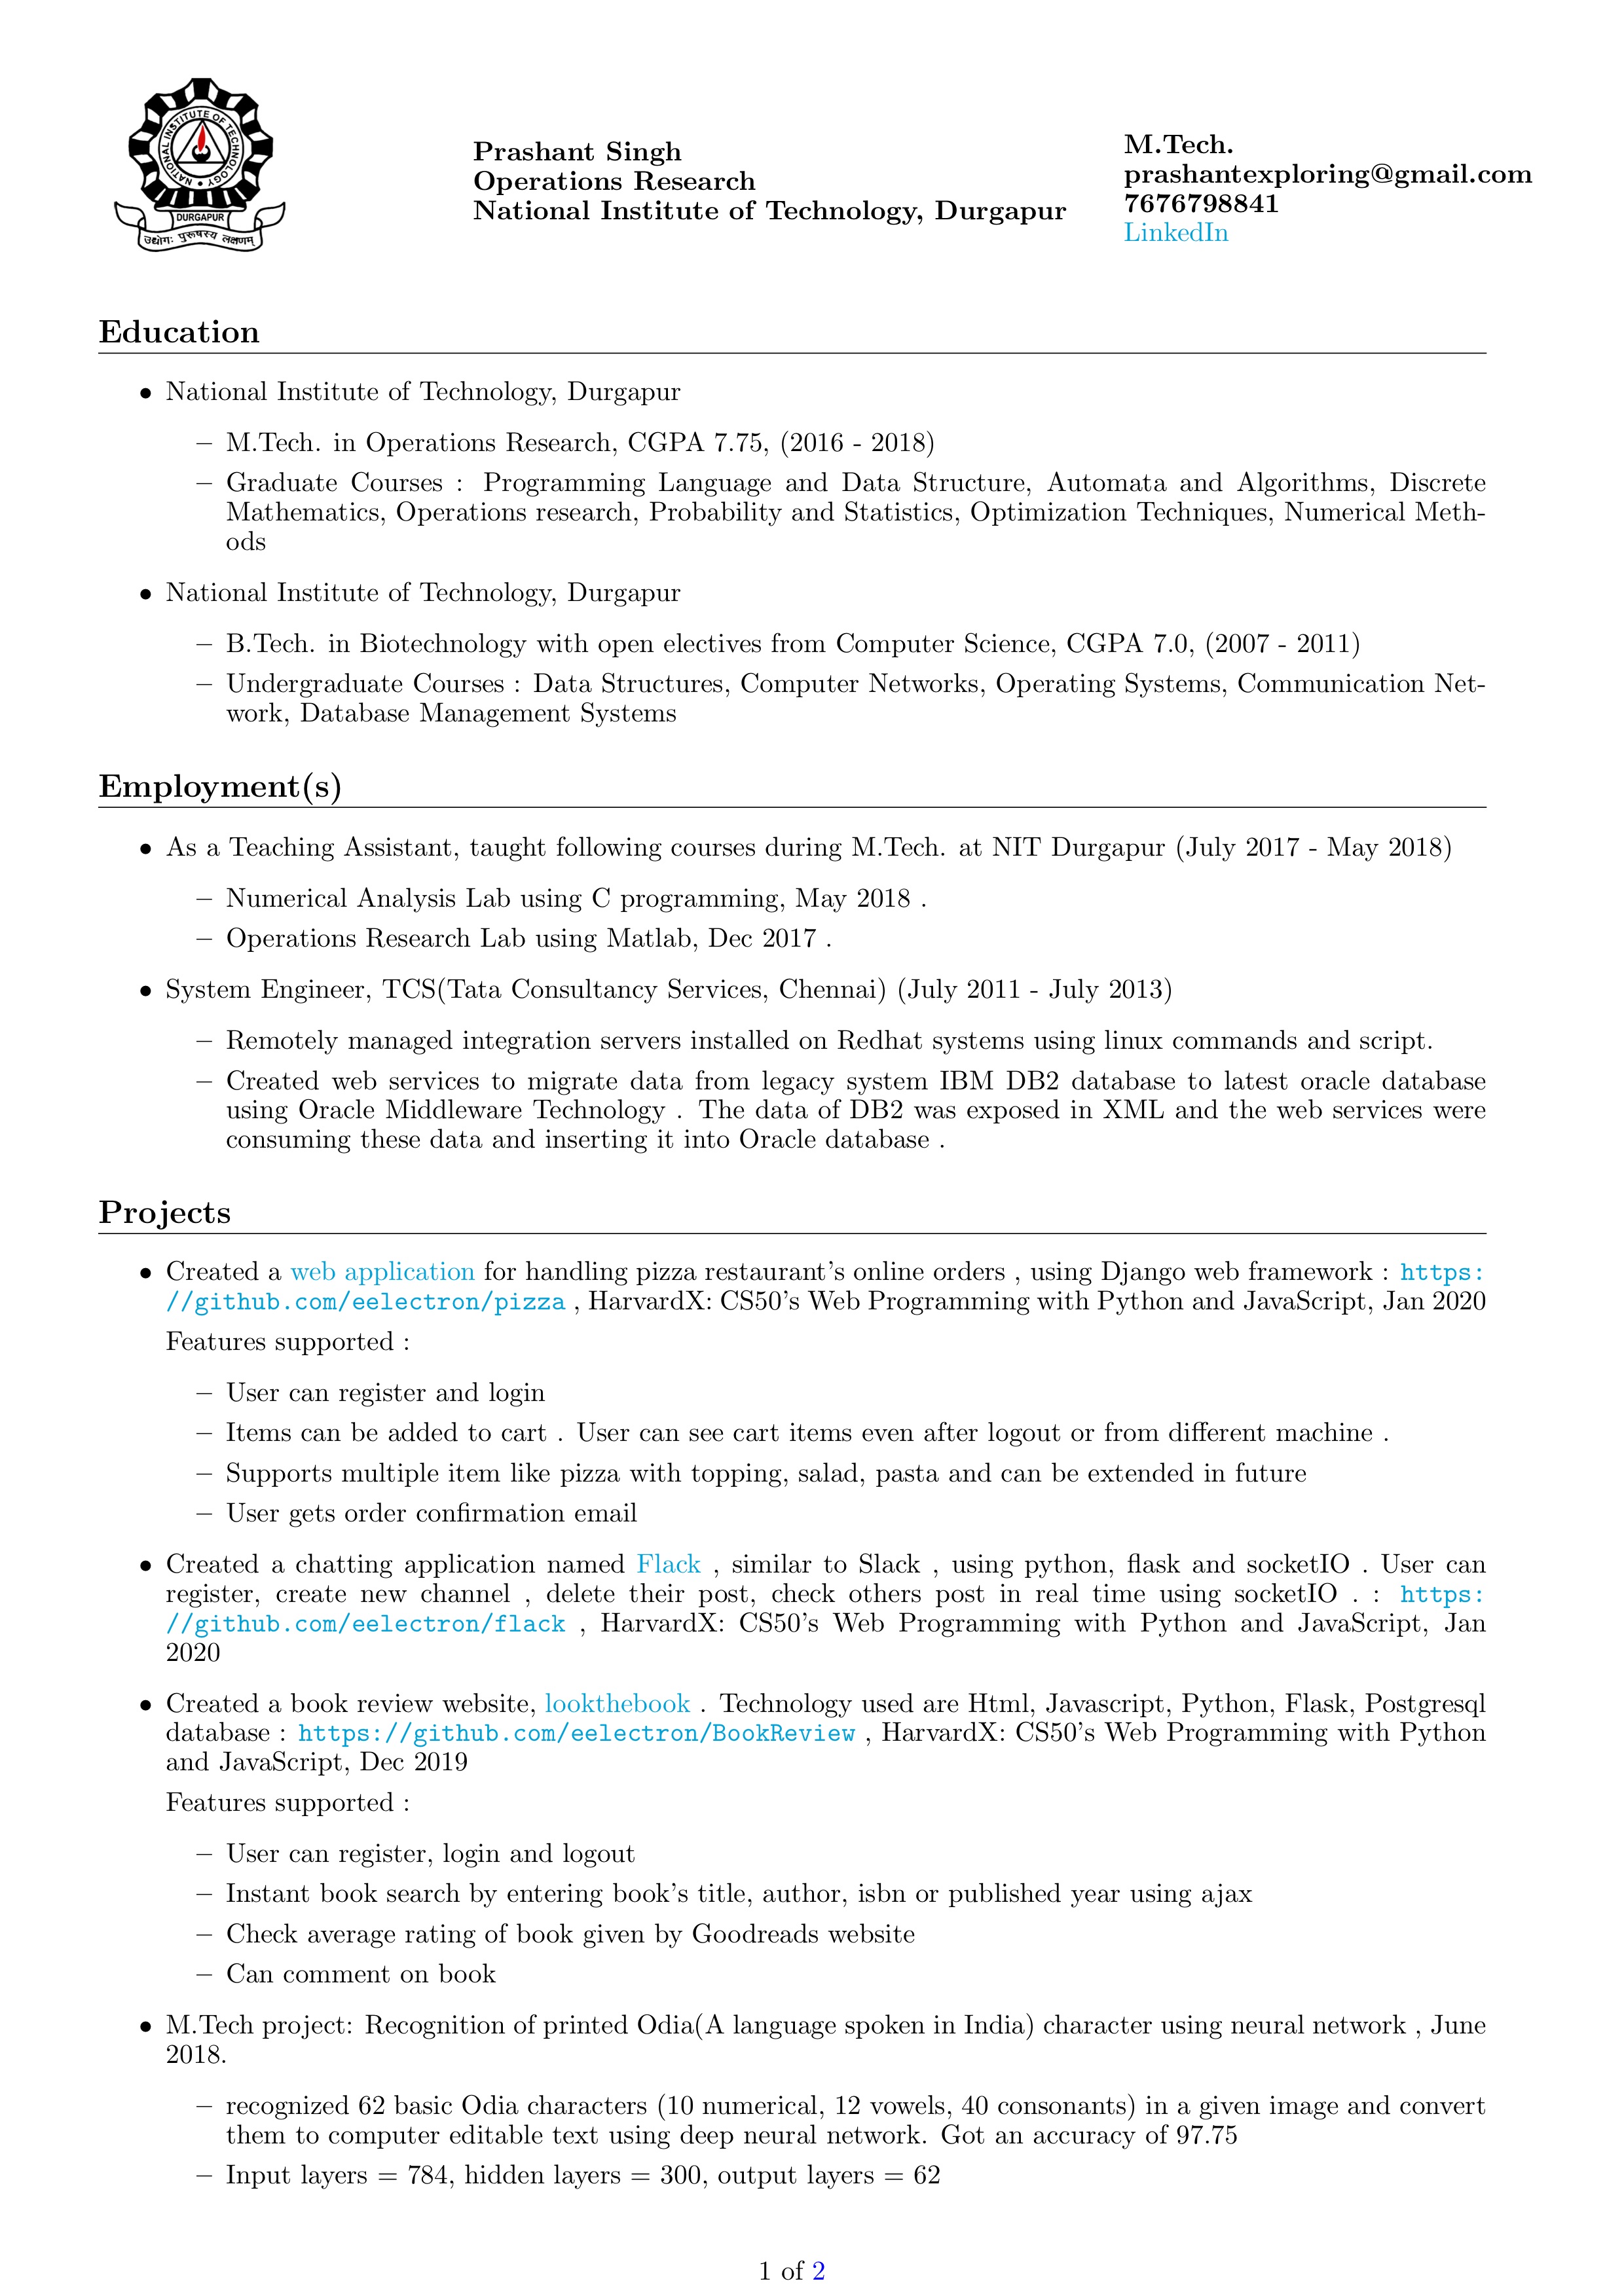 NATIONAL INSTITUTE OF TECHNOLOGY
DURGAPUR
उद्योगः पुरूषस्य लक्षणम्
Prashant Singh
Operations Research
National Institute of Technology, Durgapur
M.Tech.
prashantexploring@gmail.com
7676798841
LinkedIn
Education
• National Institute of Technology, Durgapur
– M.Tech. in Operations Research, CGPA 7.75, (2016 - 2018)
– Graduate Courses : Programming Language and Data Structure, Automata and Algorithms, Discrete
Mathematics, Operations research, Probability and Statistics, Optimization Techniques, Numerical Meth-
ods
• National Institute of Technology, Durgapur
– B.Tech. in Biotechnology with open electives from Computer Science, CGPA 7.0, (2007 - 2011)
– Undergraduate Courses : Data Structures, Computer Networks, Operating Systems, Communication Net-
work, Database Management Systems
Employment(s)
• As a Teaching Assistant, taught following courses during M.Tech. at NIT Durgapur (July 2017 - May 2018)
– Numerical Analysis Lab using C programming, May 2018 .
– Operations Research Lab using Matlab, Dec 2017 .
• System Engineer, TCS(Tata Consultancy Services, Chennai) (July 2011 - July 2013)
– Remotely managed integration servers installed on Redhat systems using linux commands and script.
– Created web services to migrate data from legacy system IBM DB2 database to latest oracle database
using Oracle Middleware Technology . The data of DB2 was exposed in XML and the web services were
consuming these data and inserting it into Oracle database .
Projects
• Created a web application for handling pizza restaurant's online orders , using Django web framework : https:
//github.com/eelectron/pizza , HarvardX: CS50's Web Programming with Python and JavaScript, Jan 2020
Features supported :
– User can register and login
– Items can be added to cart . User can see cart items even after logout or from different machine .
– Supports multiple item like pizza with topping, salad, pasta and can be extended in future
– User gets order confirmation email
• Created a chatting application named Flack , similar to Slack , using python, flask and socketIO . User can
register, create new channel , delete their post, check others post in real time using socketIO . : https:
//github.com/eelectron/flack , HarvardX: CS50's Web Programming with Python and JavaScript, Jan
2020
• Created a book review website, lookthebook . Technology used are Html, Javascript, Python, Flask, Postgresql
database : https://github.com/eelectron/BookReview , HarvardX: CS50's Web Programming with Python
and JavaScript, Dec 2019
Features supported :
– User can register, login and logout
– Instant book search by entering book's title, author, isbn or published year using ajax
– Check average rating of book given by Goodreads website
– Can comment on book
• M.Tech project: Recognition of printed Odia(A language spoken in India) character using neural network , June
2018.
– recognized 62 basic Odia characters (10 numerical, 12 vowels, 40 consonants) in a given image and convert
them to computer editable text using deep neural network. Got an accuracy of 97.75
– Input layers = 784, hidden layers = 300, output layers = 62
1 of 2